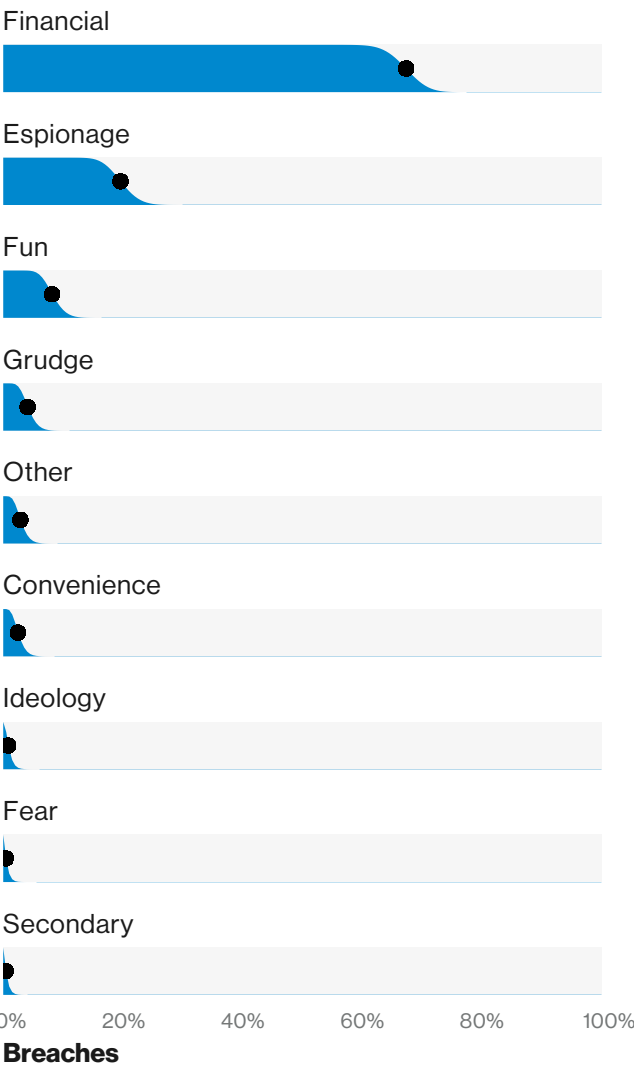 Financial
Espionage
Fun
Grudge
Other
Convenience
Ideology
Fear
Secondary
0% 20% 40% 60% 80% 100%
Breaches